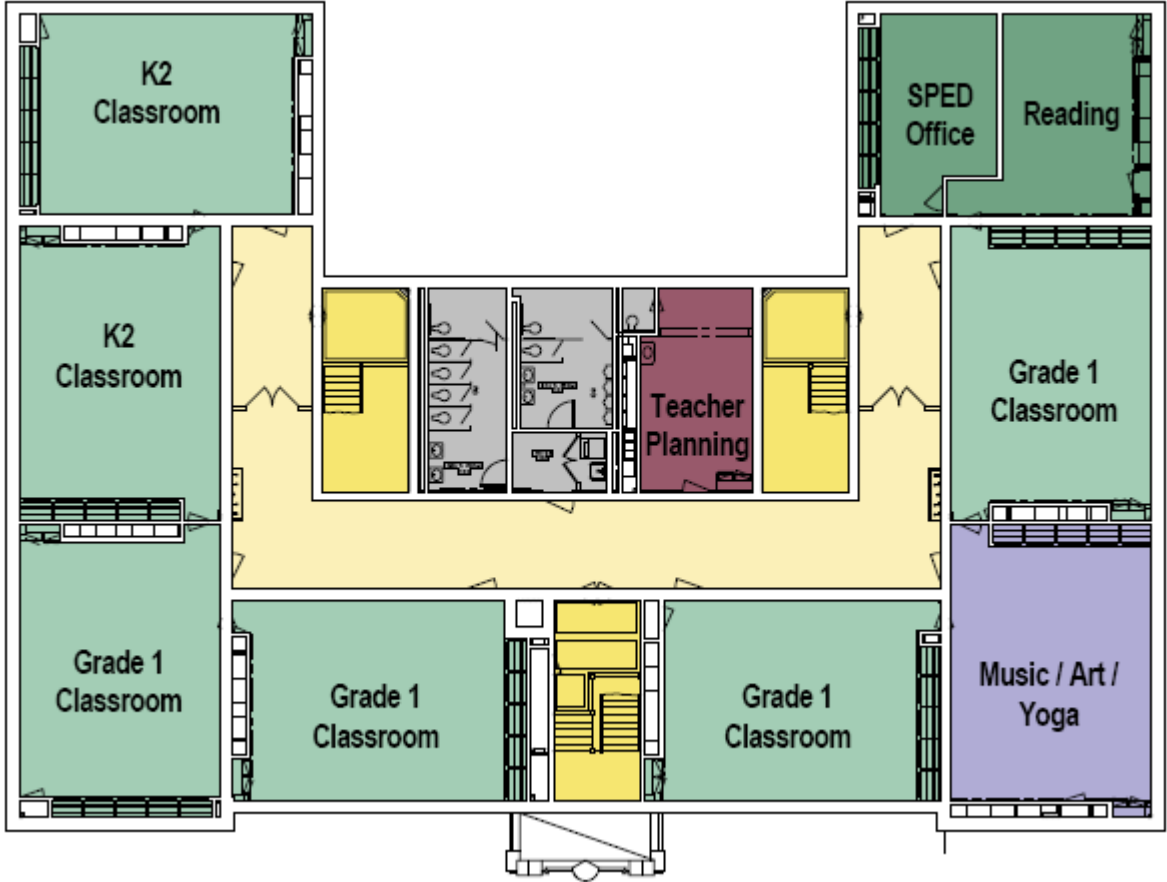 K2
Classroom
SPED
Office
Reading
K2
Classroom
Grade 1
Classroom
Teacher
Planning
Grade 1
Classroom
Grade 1
Classroom
Grade 1
Classroom
Music / Art /
Yoga